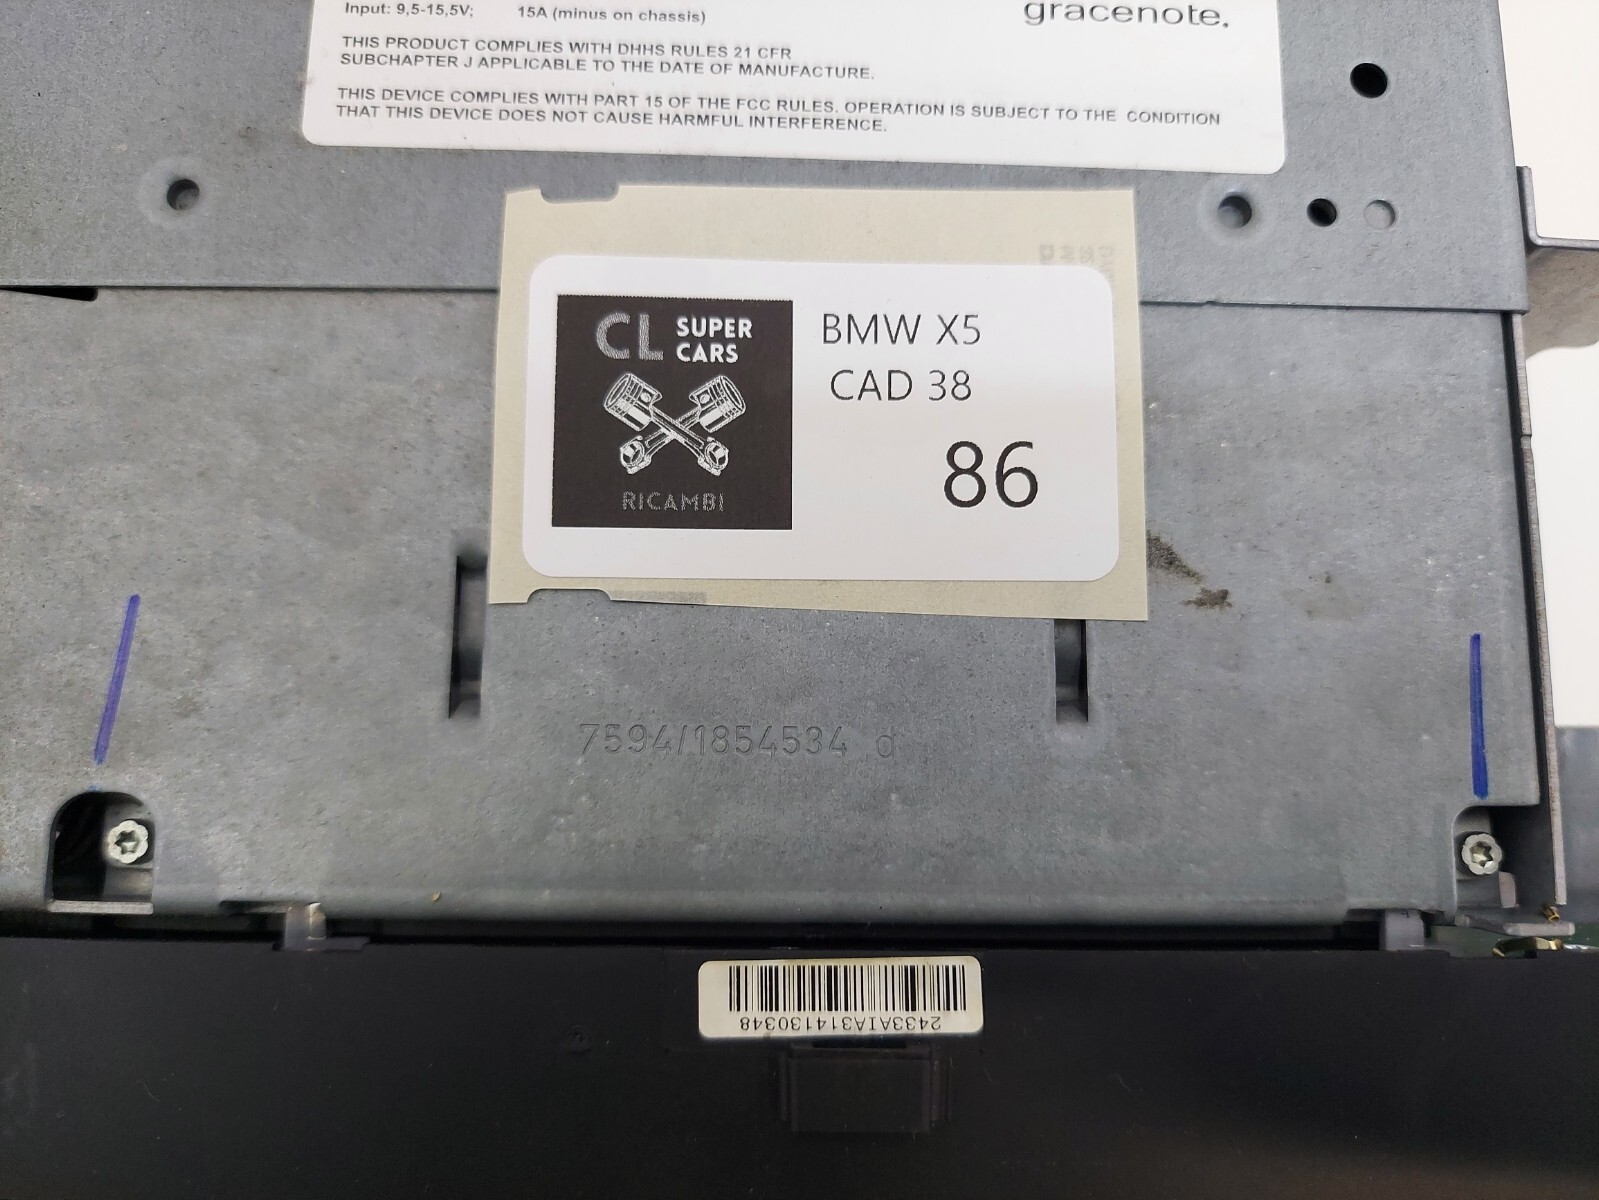 Input: 9,5-15,5V; 15A (minus on chassis)
gracenote.
THIS PRODUCT COMPLIES WITH DHHS RULES 21 CFR
SUBCHAPTER J APPLICABLE TO THE DATE OF MANUFACTURE.
THIS DEVICE COMPLIES WITH PART 15 OF THE FCC RULES. OPERATION IS SUBJECT TO THE CONDITION
THAT THIS DEVICE DOES NOT CAUSE HARMFUL INTERFERENCE.
CL SUPER CARS
RICAMBI
BMW X5
CAD 38
86
7594/1854534 d
2433AIA314130348